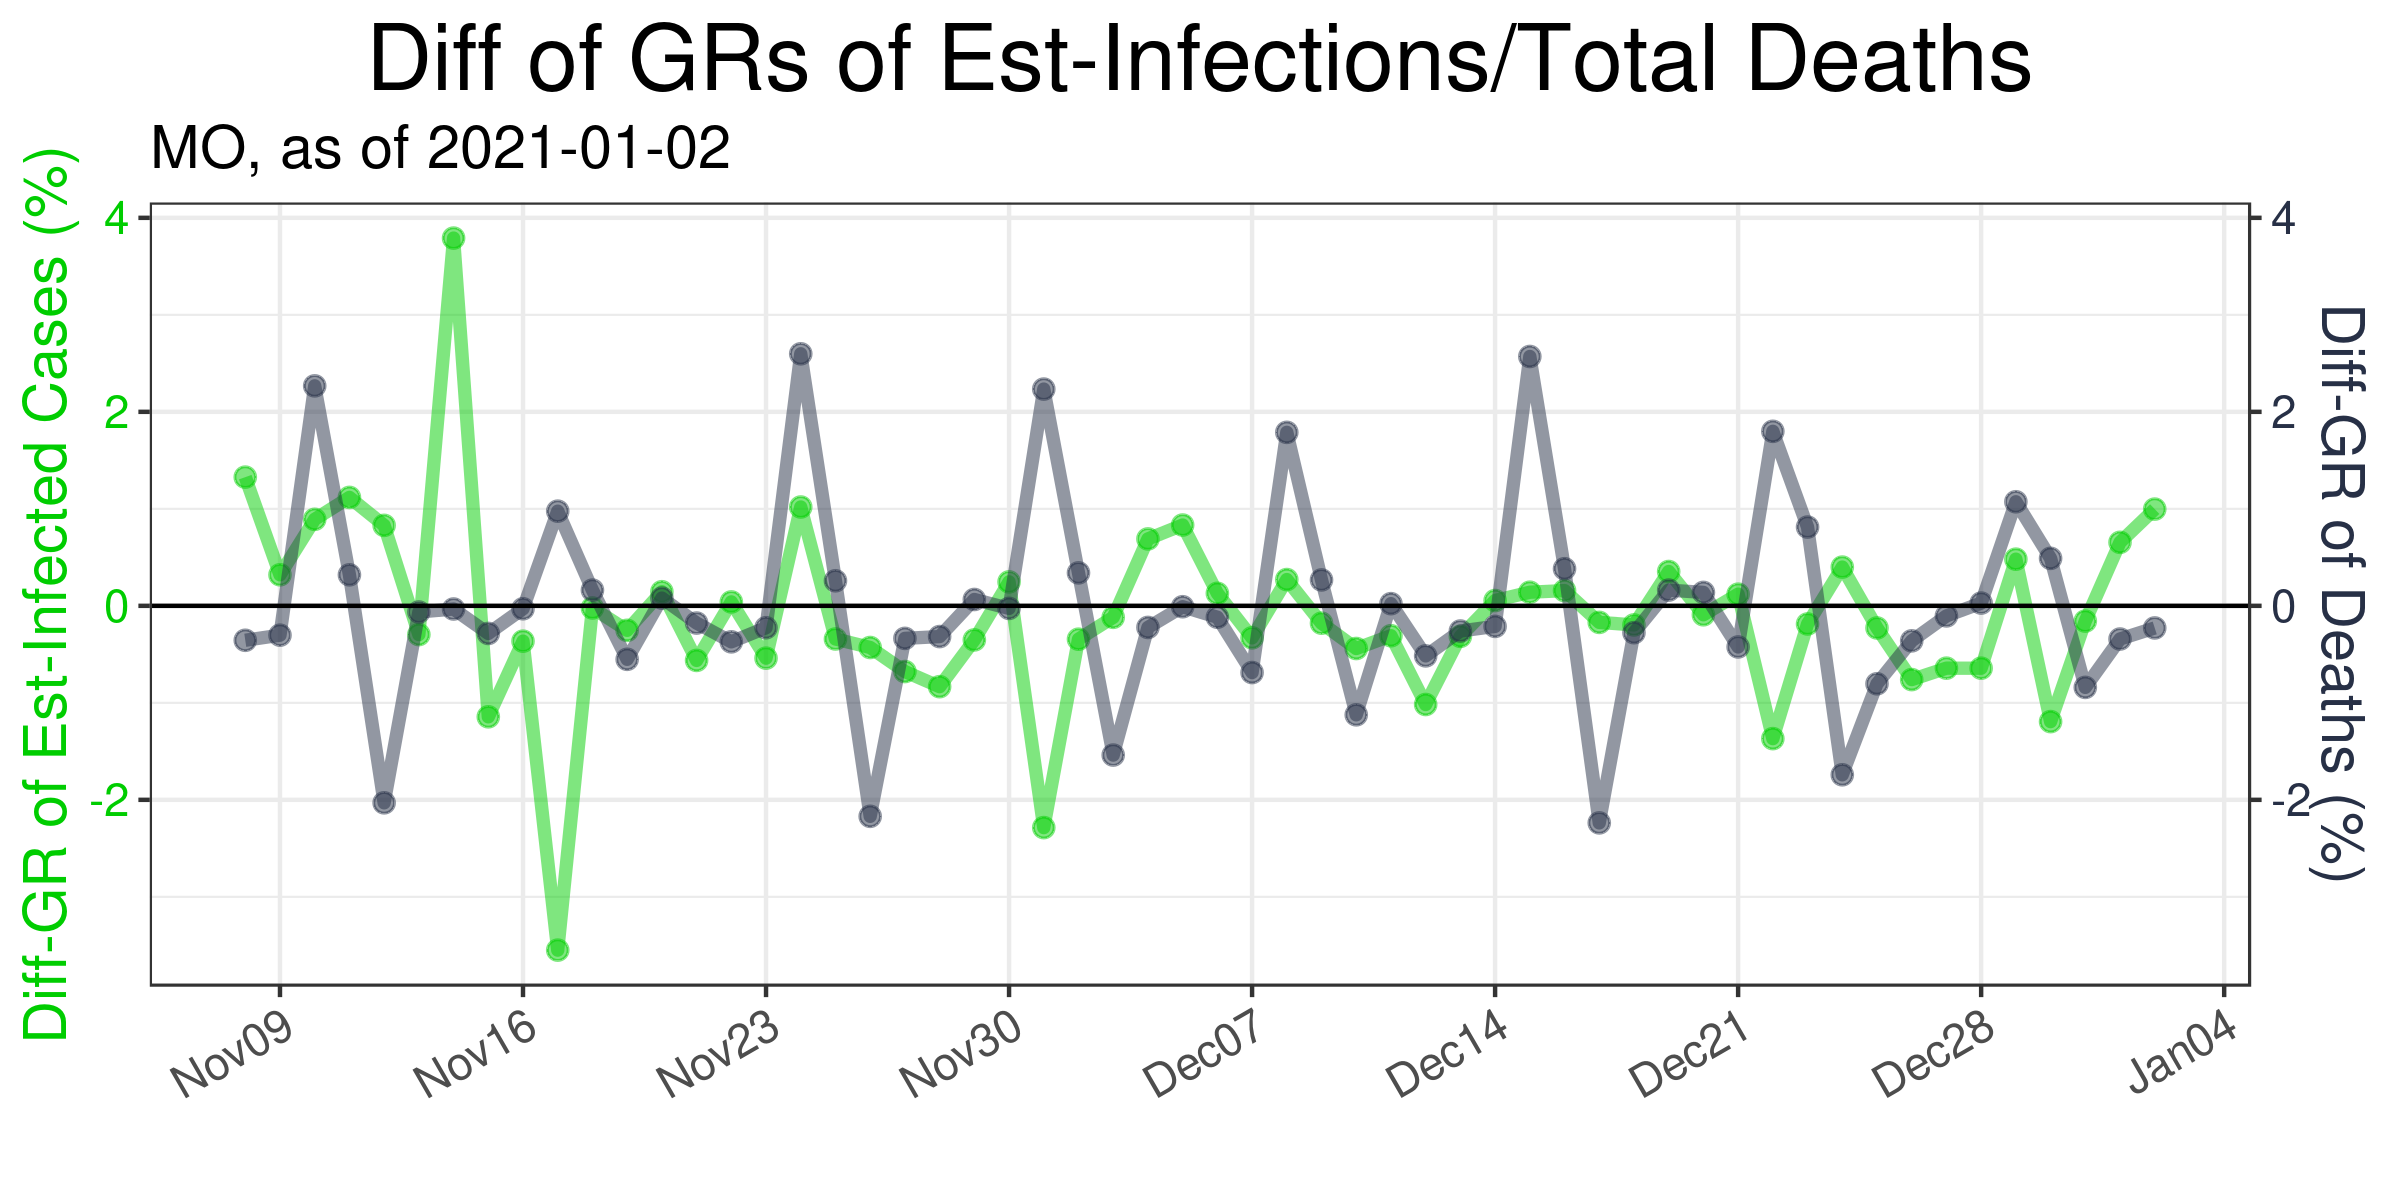 Diff of GRs of Est-Infections/Total Deaths
MO, as of 2021-01-02
Diff-GR of Est-Infected Cases (%)
4
2
0
-2
4
2
0
-2
Diff-GR of Deaths (%)
Nov09
Nov16
Nov23
Nov30
Dec07
Dec14
Dec21
Dec28
Jan04